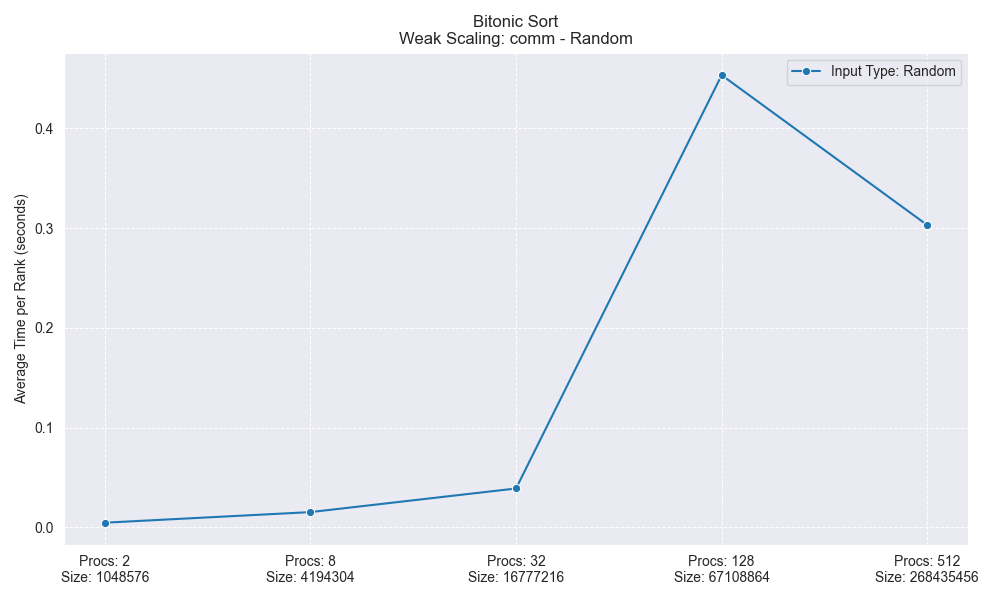 Bitonic Sort
Weak Scaling: comm - Random
Input Type: Random
Average Time per Rank (seconds)
0.4
0.3
0.2
0.1
0.0
Procs: 2
Size: 1048576
Procs: 8
Size: 4194304
Procs: 32
Size: 16777216
Procs: 128
Size: 67108864
Procs: 512
Size: 268435456